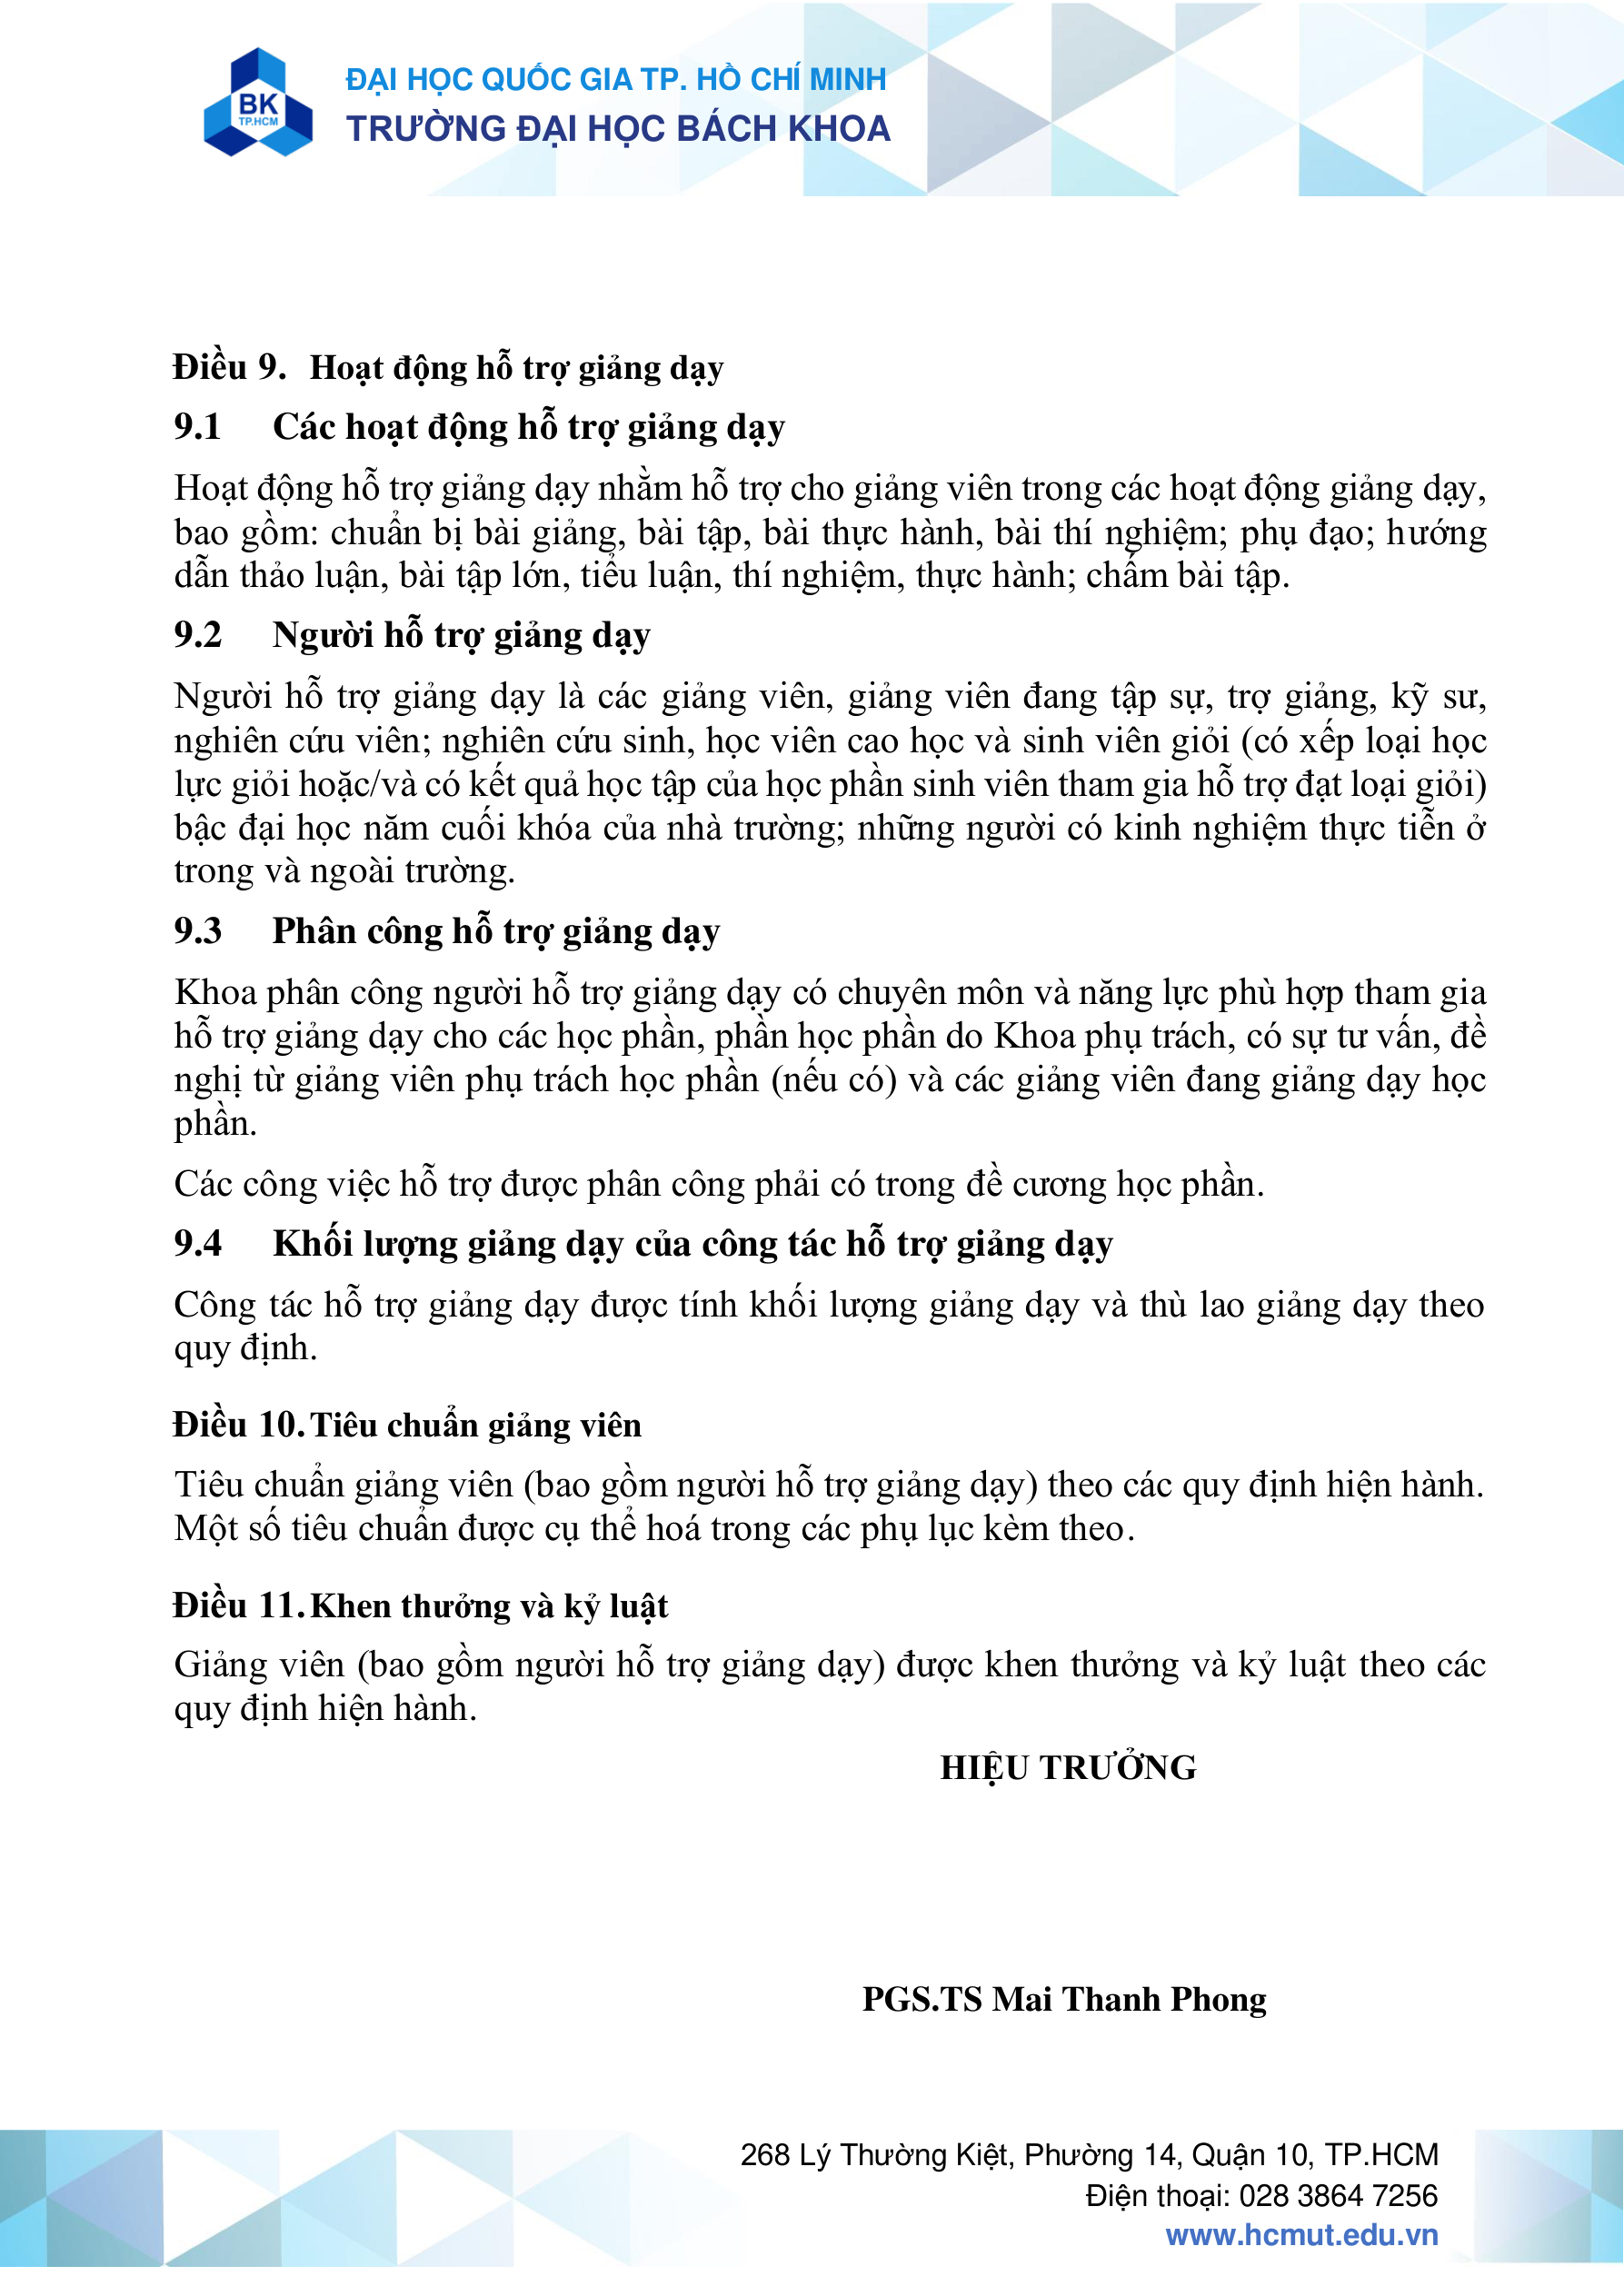 BK
TP.HCM
ĐẠI HỌC QUỐC GIA TP. HỒ CHÍ MINH
TRƯỜNG ĐẠI HỌC BÁCH KHOA
Điều 9. Hoạt động hỗ trợ giảng dạy
9.1 Các hoạt động hỗ trợ giảng dạy
Hoạt động hỗ trợ giảng dạy nhằm hỗ trợ cho giảng viên trong các hoạt động giảng dạy,
bao gồm: chuẩn bị bài giảng, bài tập, bài thực hành, bài thí nghiệm; phụ đạo; hướng
dẫn thảo luận, bài tập lớn, tiểu luận, thí nghiệm, thực hành; chấm bài tập.
9.2 Người hỗ trợ giảng dạy
Người hỗ trợ giảng dạy là các giảng viên, giảng viên đang tập sự, trợ giảng, kỹ sư,
nghiên cứu viên; nghiên cứu sinh, học viên cao học và sinh viên giỏi (có xếp loại học
lực giỏi hoặc/và có kết quả học tập của học phần sinh viên tham gia hỗ trợ đạt loại giỏi)
bậc đại học năm cuối khóa của nhà trường; những người có kinh nghiệm thực tiễn ở
trong và ngoài trường.
9.3 Phân công hỗ trợ giảng dạy
Khoa phân công người hỗ trợ giảng dạy có chuyên môn và năng lực phù hợp tham gia
hỗ trợ giảng dạy cho các học phần, phần học phần do Khoa phụ trách, có sự tư vấn, đề
nghị từ giảng viên phụ trách học phần (nếu có) và các giảng viên đang giảng dạy học
phần.
Các công việc hỗ trợ được phân công phải có trong đề cương học phần.
9.4 Khối lượng giảng dạy của công tác hỗ trợ giảng dạy
Công tác hỗ trợ giảng dạy được tính khối lượng giảng dạy và thù lao giảng dạy theo
quy định.
Điều 10. Tiêu chuẩn giảng viên
Tiêu chuẩn giảng viên (bao gồm người hỗ trợ giảng dạy) theo các quy định hiện hành.
Một số tiêu chuẩn được cụ thể hoá trong các phụ lục kèm theo.
Điều 11. Khen thưởng và kỷ luật
Giảng viên (bao gồm người hỗ trợ giảng dạy) được khen thưởng và kỷ luật theo các
quy định hiện hành.
HIỆU TRƯỞNG
PGS.TS Mai Thanh Phong
268 Lý Thường Kiệt, Phường 14, Quận 10, TP.HCM
Điện thoại: 028 3864 7256
www.hcmut.edu.vn